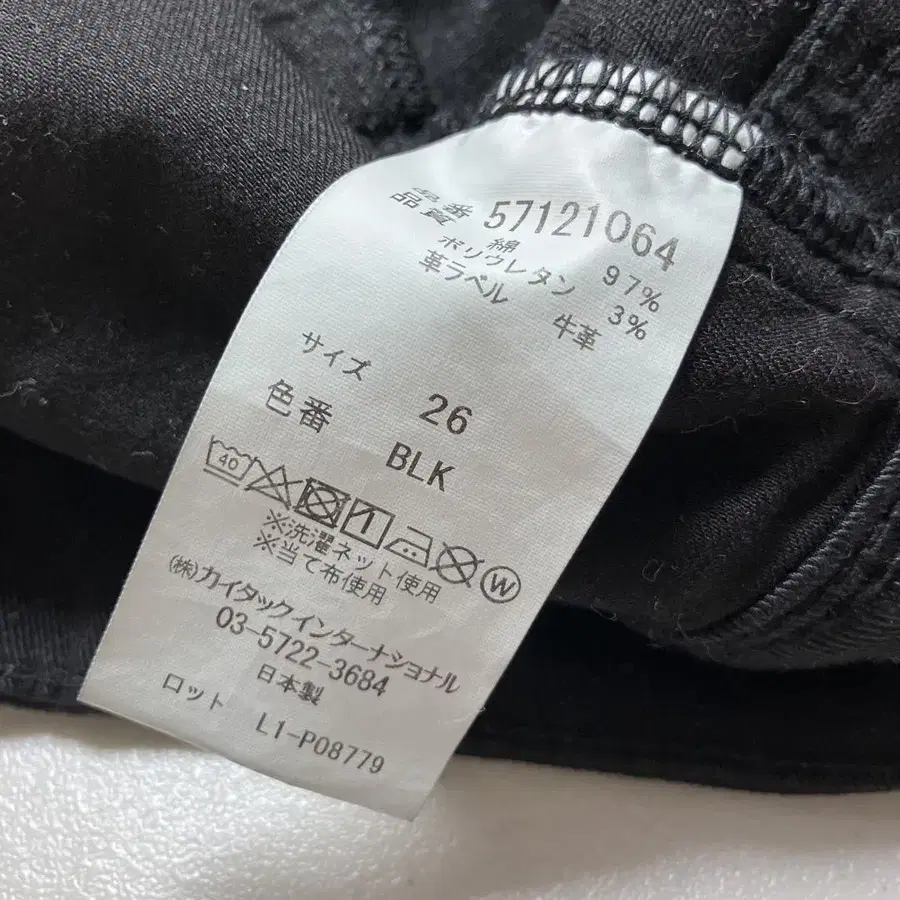 品番 57121064
品質 綿 97%
ポリウレタン 3%
革ラベル 牛革
サイズ 26
色番 BLK
40 1 W
※洗濯ネット使用
※当て布使用
(株)カイタックインターナショナル
03-5722-3684
日本製
ロット L1-P08779